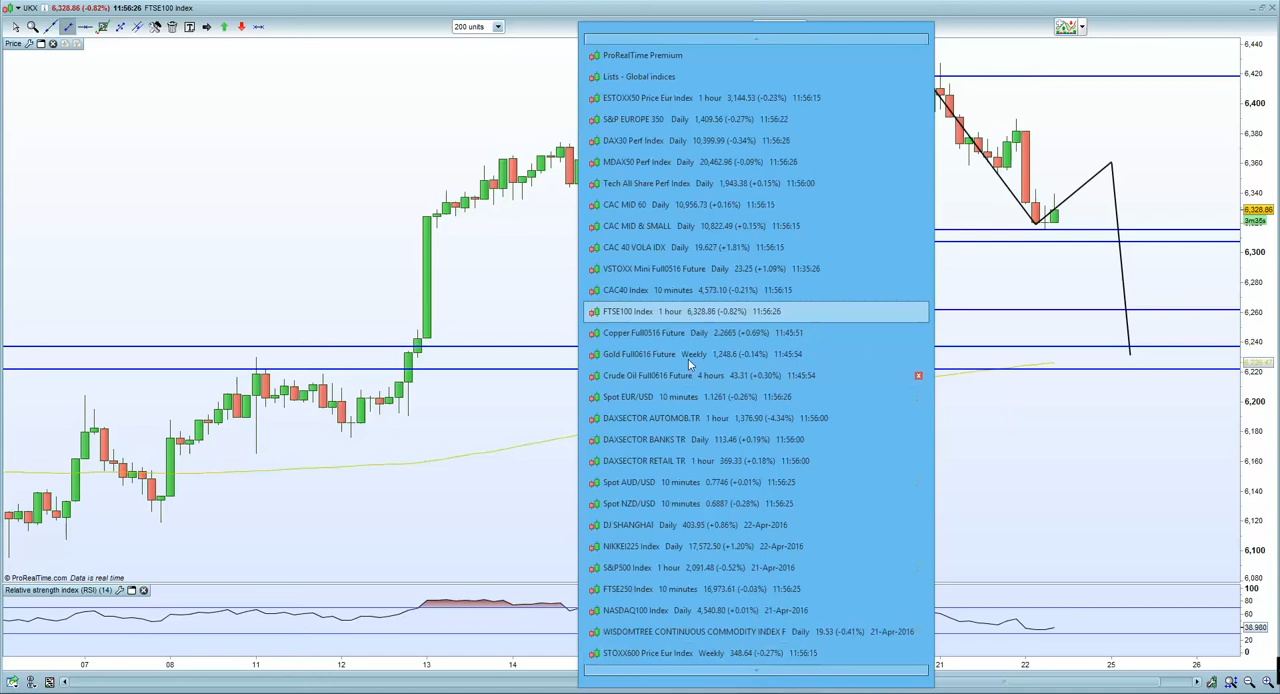 UKX 6,328.86 (-0.82%) 11:56:26 FTSE100 Index
200 units
Price
ProRealTime Premium
Lists - Global indices
ESTOXX50 Price Eur Index 1 hour 3,144.53 (-0.23%) 11:56:15
S&P EUROPE 350 Daily 1,409.56 (-0.27%) 11:56:22
DAX30 Perf Index Daily 10,399.99 (-0.34%) 11:56:26
MDAX50 Perf Index Daily 20,462.96 (-0.09%) 11:56:26
Tech All Share Perf Index Daily 1,943.38 (+0.15%) 11:56:00
CAC MID 60 Daily 10,956.73 (+0.16%) 11:56:15
CAC MID & SMALL Daily 10,822.49 (+0.15%) 11:56:15
CAC 40 VOLA IDX Daily 19.627 (+1.81%) 11:56:15
VSTOXX Mini Full0516 Future Daily 23.25 (+1.09%) 11:35:26
CAC40 Index 10 minutes 4,573.10 (-0.21%) 11:56:15
FTSE100 Index 1 hour 6,328.86 (-0.82%) 11:56:26
Copper Full0516 Future Daily 2.2665 (+0.69%) 11:45:51
Gold Full0616 Future Weekly 1,248.6 (-0.14%) 11:45:54
Crude Oil Full0616 Future 4 hours 43.31 (+0.30%) 11:45:54
Spot EUR/USD 10 minutes 1.1261 (-0.26%) 11:56:26
DAXSECTOR AUTOMOB.TR 1 hour 1,376.90 (-4.34%) 11:56:00
DAXSECTOR BANKS TR Daily 113.46 (+0.19%) 11:56:00
DAXSECTOR RETAIL TR 1 hour 369.33 (+0.18%) 11:56:00
Spot AUD/USD 10 minutes 0.7746 (+0.01%) 11:56:25
Spot NZD/USD 10 minutes 0.6887 (-0.28%) 11:56:25
DJ SHANGHAI Daily 403.95 (+0.86%) 22-Apr-2016
NIKKEI225 Index Daily 17,572.50 (+1.20%) 22-Apr-2016
S&P500 Index 1 hour 2,091.48 (-0.52%) 21-Apr-2016
FTSE250 Index 10 minutes 16,973.61 (-0.03%) 11:56:25
NASDAQ100 Index Daily 4,540.80 (+0.01%) 21-Apr-2016
WISDOMTREE CONTINUOUS COMMODITY INDEX F Daily 19.53 (-0.41%) 21-Apr-2016
STOXX600 Price Eur Index Weekly 348.64 (-0.27%) 11:56:15
6,440
6,420
6,400
6,380
6,360
6,340
6,328.86
3m35s
6,300
6,280
6,260
6,240
6,220
6,200
6,180
6,160
6,140
6,120
6,100
6,080
© ProRealTime.com Data is real time
Relative strength index (RSI) (14)
100
80
60
38.980
20
0
07 08 11 12 13 14 21 22 25 26